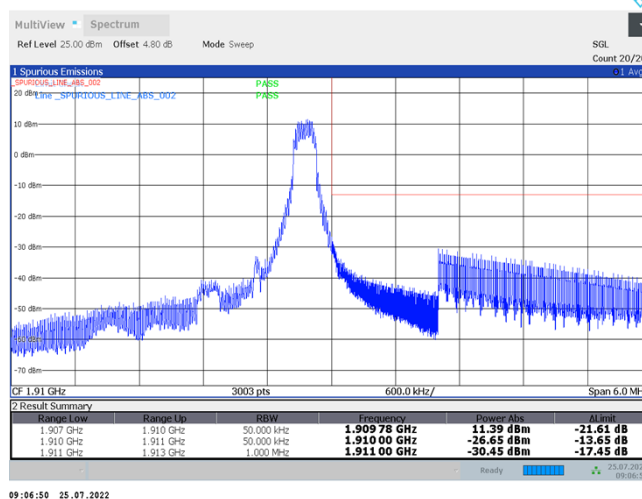 MultiView Spectrum
Ref Level 25.00 dBm Offset 4.80 dB Mode Sweep SGL
Count 20/20
1 Spurious Emissions 1 Avg
_SPURIOUS_LINE_ABS_002 PASS
20 dBm Line _SPURIOUS_LINE_ABS_002 PASS
10 dBm
0 dBm
-10 dBm
-20 dBm
-30 dBm
-40 dBm
-50 dBm
-60 dBm
-70 dBm
CF 1.91 GHz 3003 pts 600.0 kHz/ Span 6.0 MH
2 Result Summary
Range Low Range Up RBW Frequency Power Abs ΔLimit
1.907 GHz 1.910 GHz 50.000 kHz 1.909 78 GHz 11.39 dBm -21.61 dB
1.910 GHz 1.911 GHz 50.000 kHz 1.910 00 GHz -26.65 dBm -13.65 dB
1.911 GHz 1.913 GHz 1.000 MHz 1.911 00 GHz -30.45 dBm -17.45 dB
Ready 25.07.202
09:06:5
09:06:50 25.07.2022